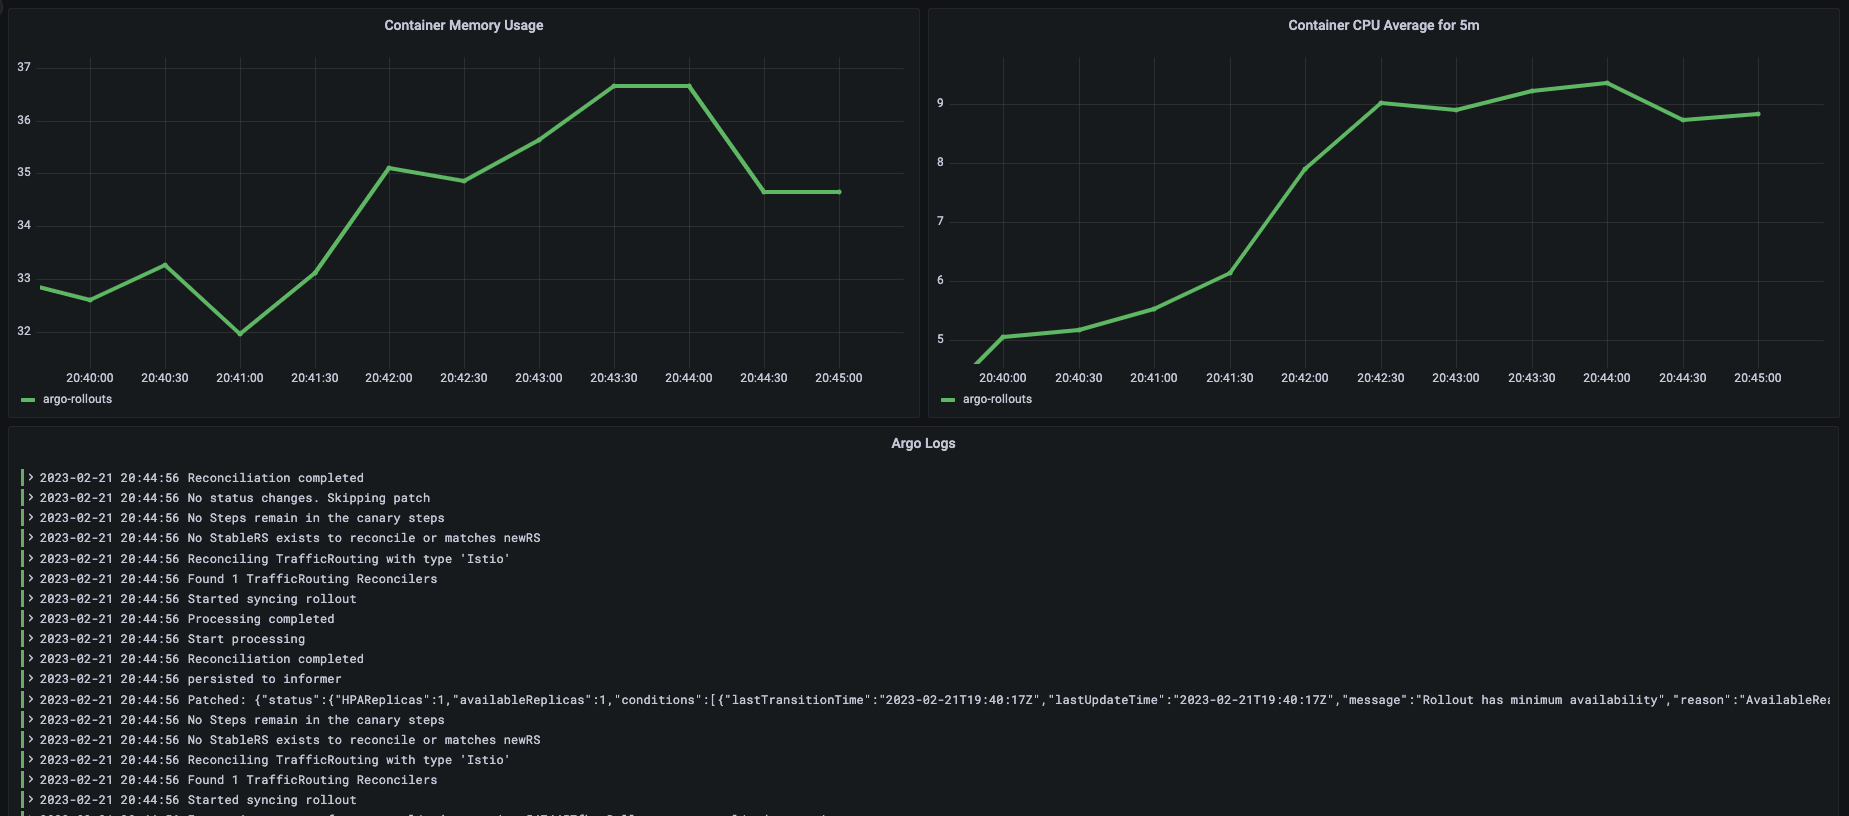 Container Memory Usage
37
36
35
34
33
32
20:40:00 20:40:30 20:41:00 20:41:30 20:42:00 20:42:30 20:43:00 20:43:30 20:44:00 20:44:30 20:45:00
argo-rollouts
Container CPU Average for 5m
9
8
7
6
5
20:40:00 20:40:30 20:41:00 20:41:30 20:42:00 20:42:30 20:43:00 20:43:30 20:44:00 20:44:30 20:45:00
argo-rollouts
Argo Logs
> 2023-02-21 20:44:56 Reconciliation completed
> 2023-02-21 20:44:56 No status changes. Skipping patch
> 2023-02-21 20:44:56 No Steps remain in the canary steps
> 2023-02-21 20:44:56 No StableRS exists to reconcile or matches newRS
> 2023-02-21 20:44:56 Reconciling TrafficRouting with type 'Istio'
> 2023-02-21 20:44:56 Found 1 TrafficRouting Reconcilers
> 2023-02-21 20:44:56 Started syncing rollout
> 2023-02-21 20:44:56 Processing completed
> 2023-02-21 20:44:56 Start processing
> 2023-02-21 20:44:56 Reconciliation completed
> 2023-02-21 20:44:56 persisted to informer
> 2023-02-21 20:44:56 Patched: {"status":{"HPAReplicas":1,"availableReplicas":1,"conditions":[{"lastTransitionTime":"2023-02-21T19:40:17Z","lastUpdateTime":"2023-02-21T19:40:17Z","message":"Rollout has minimum availability","reason":"AvailableRea
> 2023-02-21 20:44:56 No Steps remain in the canary steps
> 2023-02-21 20:44:56 No StableRS exists to reconcile or matches newRS
> 2023-02-21 20:44:56 Reconciling TrafficRouting with type 'Istio'
> 2023-02-21 20:44:56 Found 1 TrafficRouting Reconcilers
> 2023-02-21 20:44:56 Started syncing rollout